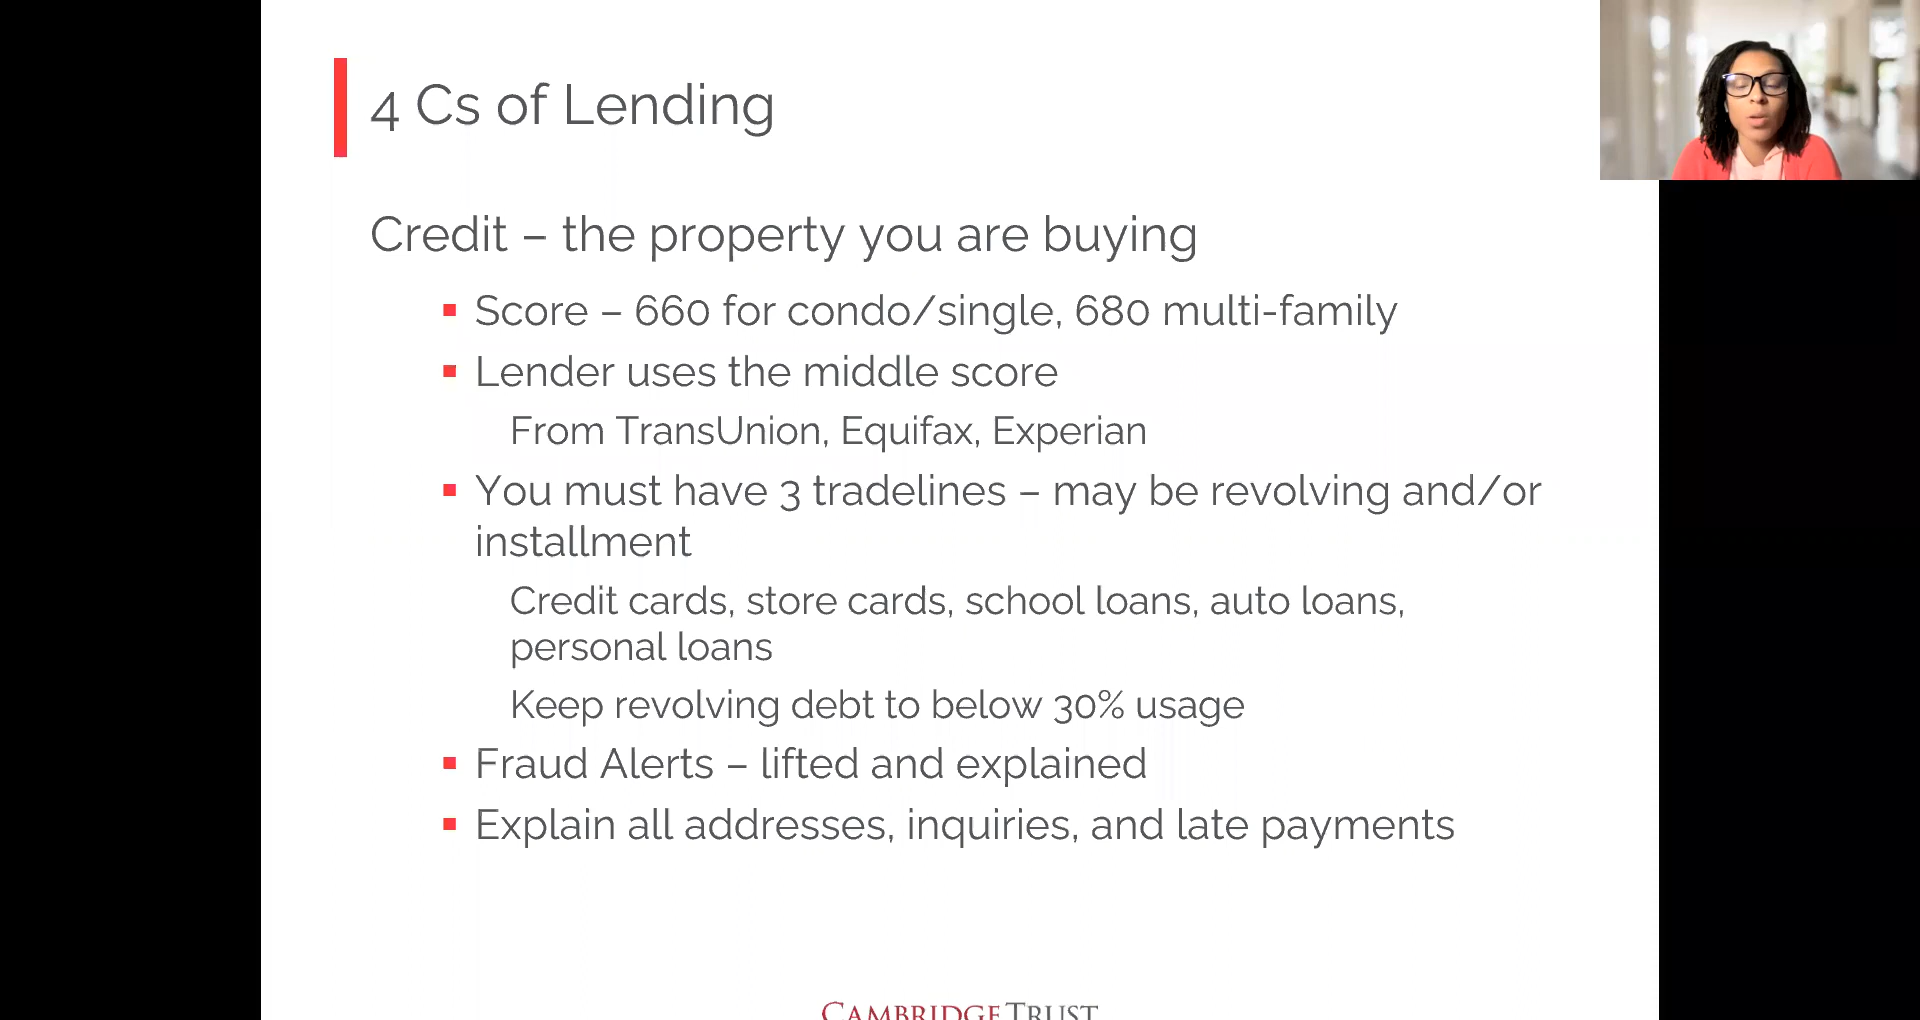 4 Cs of Lending
Credit – the property you are buying
▪ Score – 660 for condo/single, 680 multi-family
▪ Lender uses the middle score
From TransUnion, Equifax, Experian
▪ You must have 3 tradelines – may be revolving and/or
installment
Credit cards, store cards, school loans, auto loans,
personal loans
Keep revolving debt to below 30% usage
▪ Fraud Alerts – lifted and explained
▪ Explain all addresses, inquiries, and late payments
CAMBRIDGE TRUST